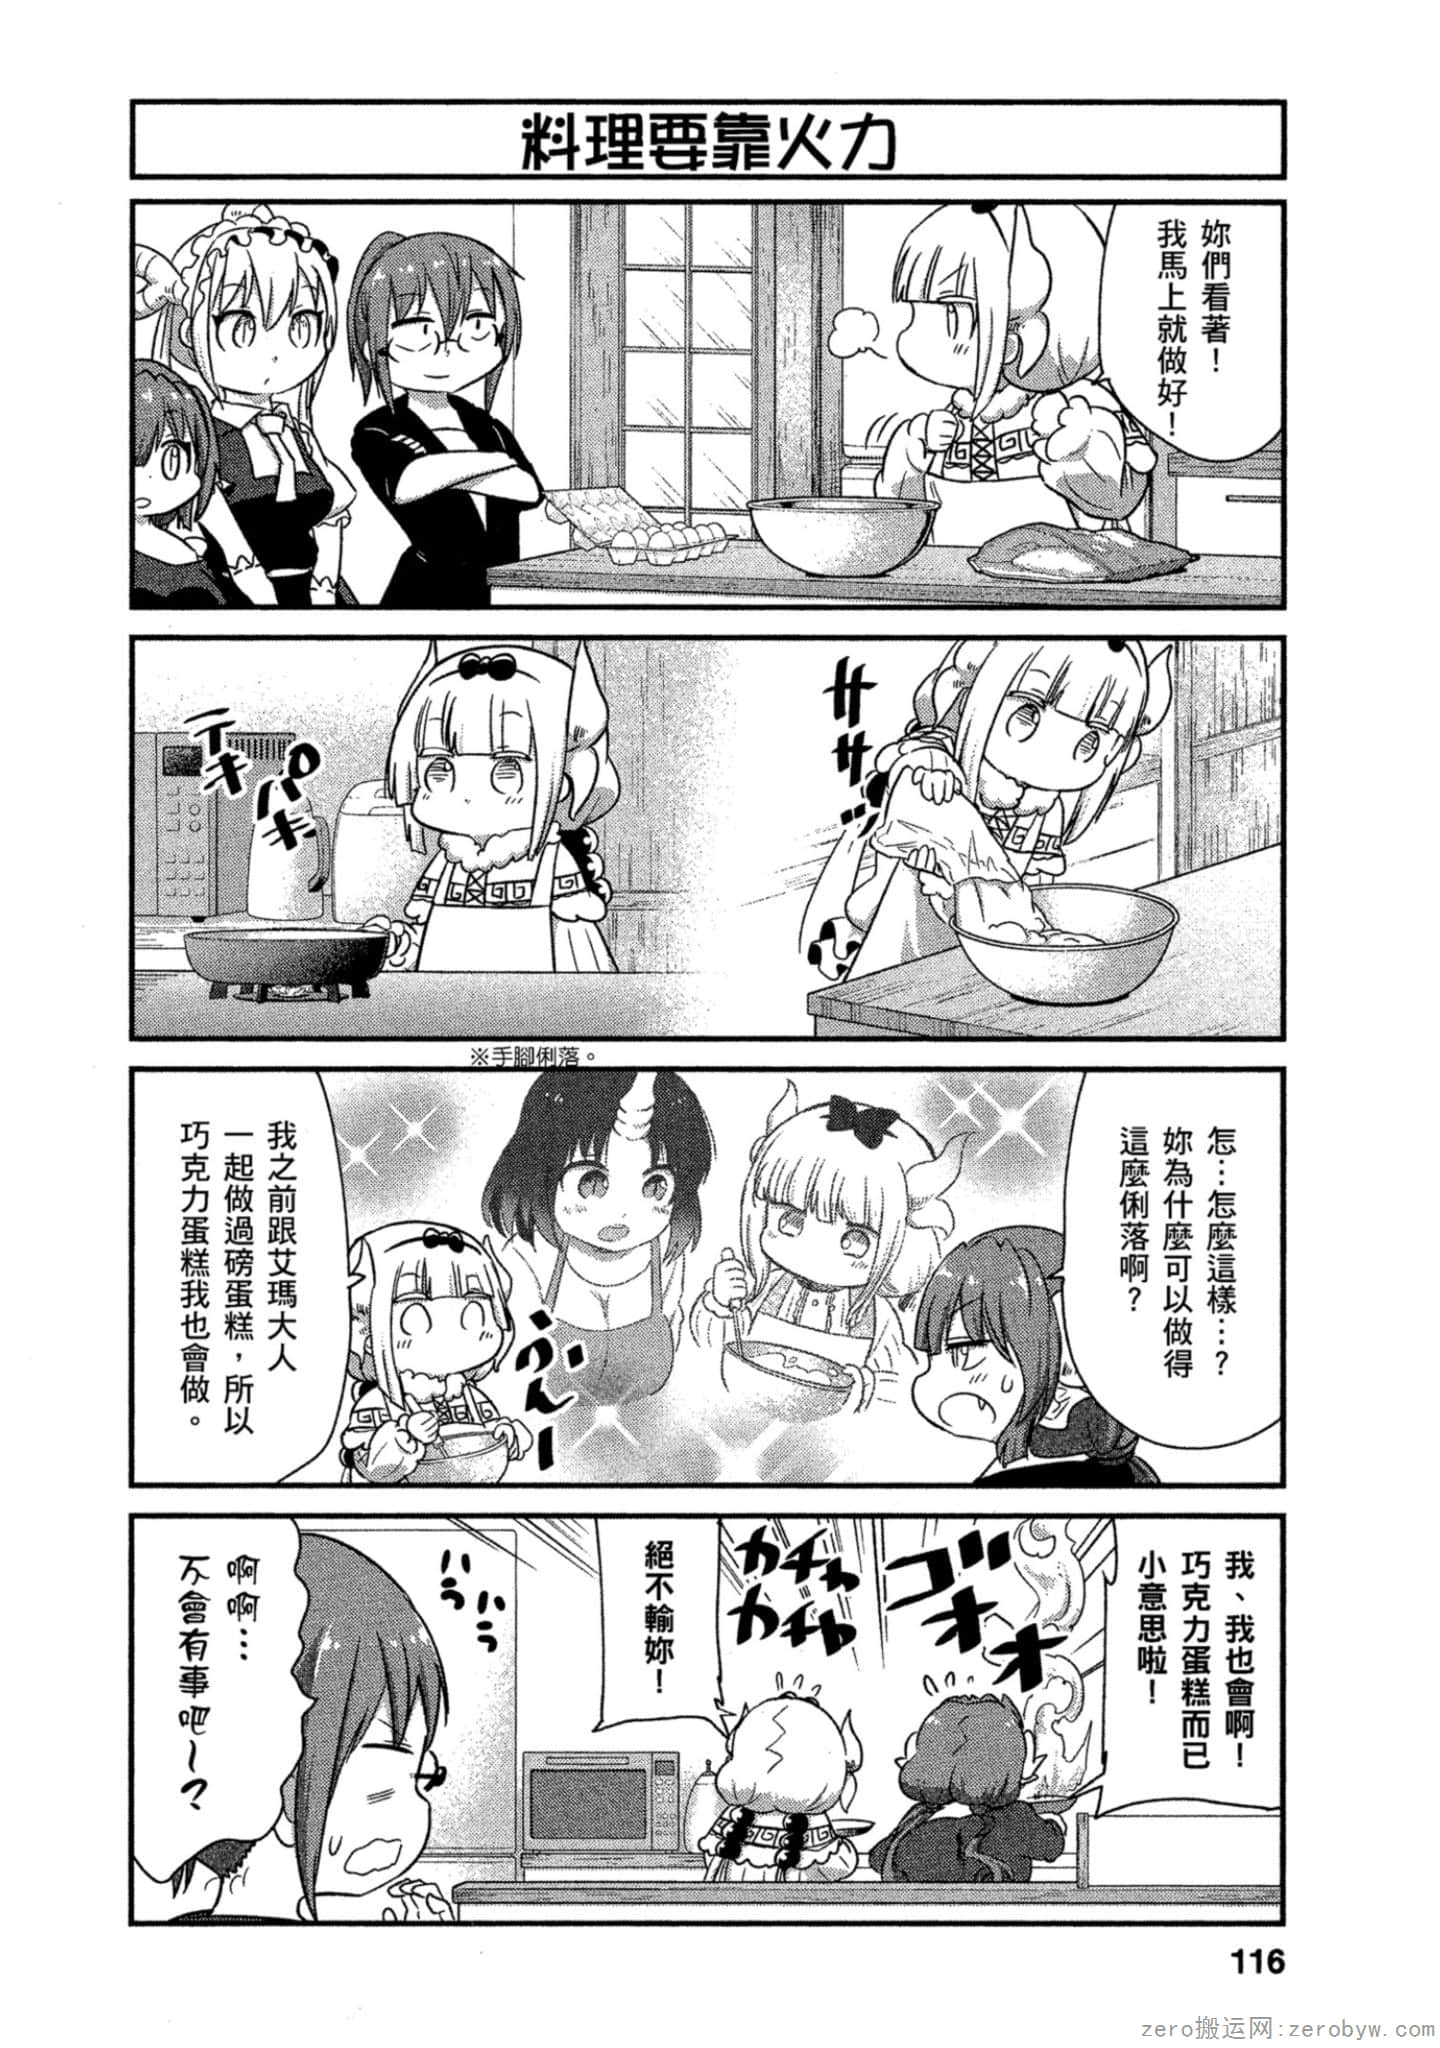 料理要靠火力
妳們看著！
我馬上就做好！
ササッ
テキ
パキ
※手腳俐落。
怎…怎麼這樣…？
妳為什麼可以做得
這麼俐落啊？
ふんー
我之前跟艾瑪大人
一起做過磅蛋糕，所以
巧克力蛋糕我也會做。
我、我也會啊！
巧克力蛋糕而已
小意思啦！
ゴオオ
カチャ
カチャ
絕不輸妳！
ハラ
ハラ
啊啊…
不會有事吧～？
116
zero搬运网:zerobyw.com